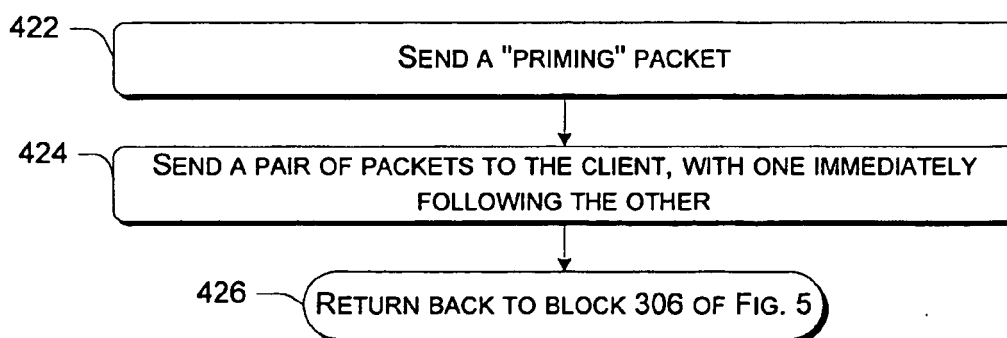 422
SEND A "PRIMING" PACKET
424
SEND A PAIR OF PACKETS TO THE CLIENT, WITH ONE IMMEDIATELY
FOLLOWING THE OTHER
426
RETURN BACK TO BLOCK 306 OF FIG. 5